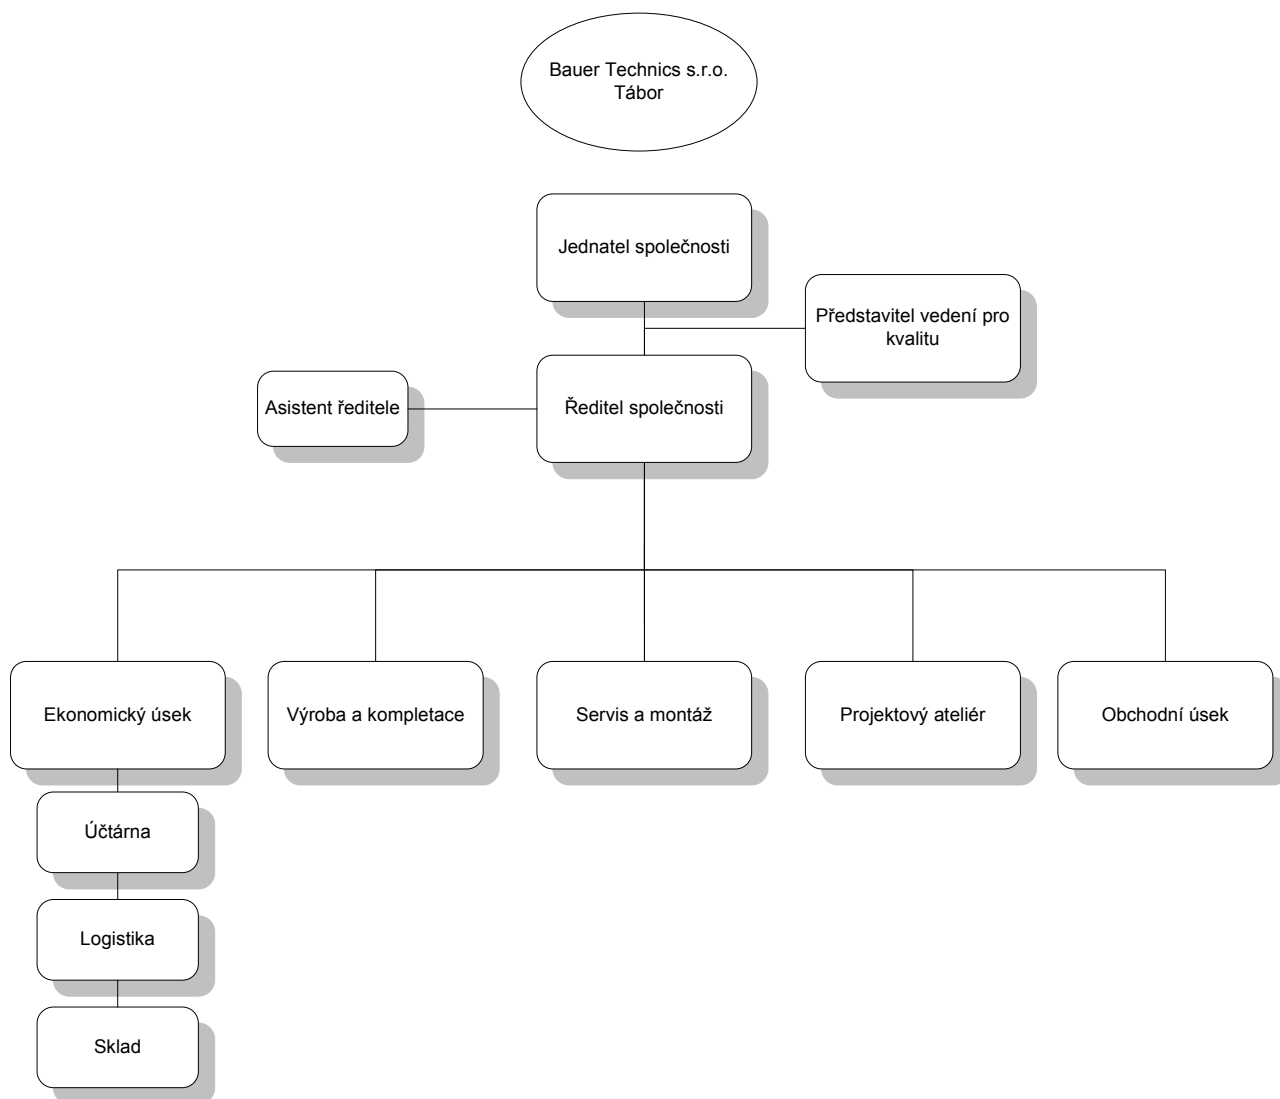 Bauer Technics s.r.o.
Tábor
Jednatel společnosti
Představitel vedení pro
kvalitu
Asistent ředitele
Ředitel společnosti
Ekonomický úsek
Výroba a kompletace
Servis a montáž
Projektový ateliér
Obchodní úsek
Účtárna
Logistika
Sklad